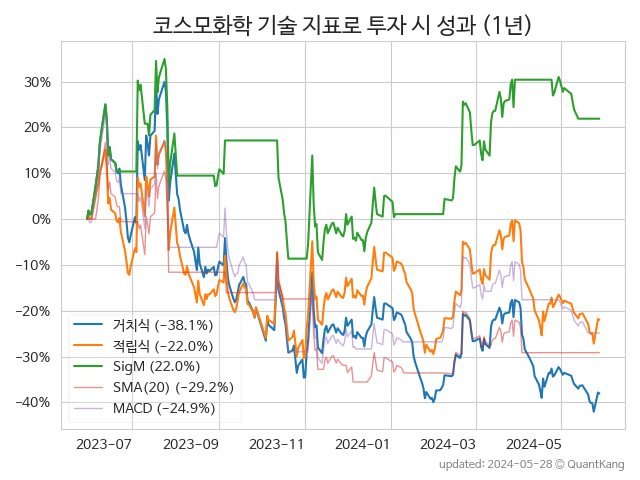 코스모화학 기술 지표로 투자 시 성과 (1년)
30%
20%
10%
0%
−10%
−20%
−30%
−40%
거치식 (−38.1%)
적립식 (−22.0%)
SigM (22.0%)
SMA(20) (−29.2%)
MACD (−24.9%)
2023−07 2023−09 2023−11 2024−01 2024−03 2024−05
updated: 2024−05−28 ⓒ QuantKang